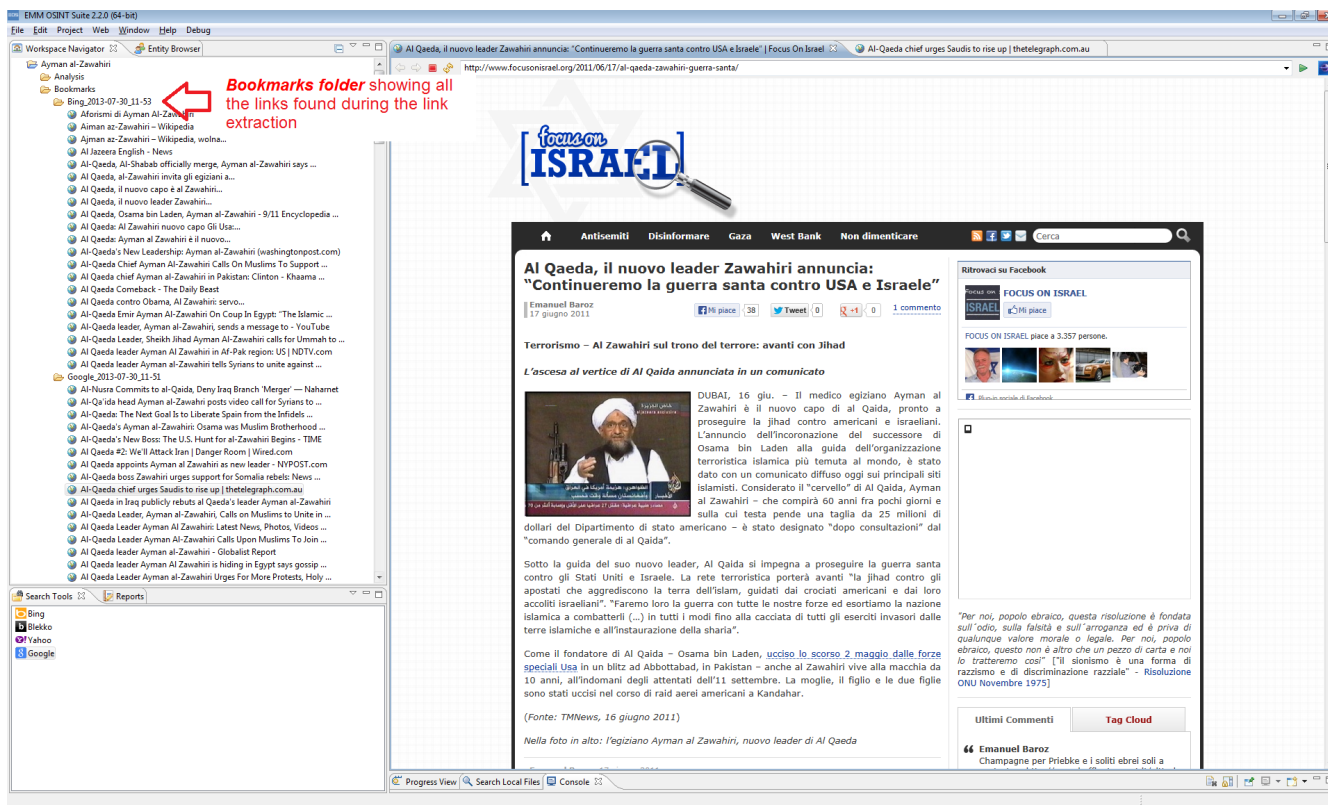 EMM OSINT Suite 2.2.0 (64-bit)
File Edit Project Web Window Help Debug
Workspace Navigator Entity Browser
Ayman al-Zawahiri
Analysis
Bookmarks
Bing_2013-07-30_11-53
Aforismi di Ayman Al-Zawahiri
Aiman az-Zawahiri – Wikipedia
Ajman az-Zawahiri – Wikipedia, wolna...
Al Jazeera English - News
Al-Qaeda, Al-Shabab officially merge, Ayman al-Zawahiri says ...
Al Qaeda, al-Zawahiri invita gli egiziani a...
Al Qaeda, il nuovo capo è al Zawahiri...
Al Qaeda, il nuovo leader Zawahiri...
Al Qaeda, Osama bin Laden, Ayman al-Zawahiri - 9/11 Encyclopedia ...
Al Qaeda: Al Zawahiri nuovo capo Gli Usa:...
Al Qaeda: Ayman al Zawahiri è il nuovo...
Al-Qaeda's New Leadership: Ayman al-Zawahiri (washingtonpost.com)
Al-Qaeda Chief Ayman Al-Zawahiri Calls On Muslims To Support ...
Al Qaeda chief Ayman al-Zawahiri in Pakistan: Clinton - Khaama ...
Al Qaeda Comeback - The Daily Beast
Al Qaeda contro Obama, Al Zawahiri: servo...
Al-Qaeda Emir Ayman Al-Zawahiri On Coup In Egypt: "The Islamic ...
Al-Qaeda leader, Ayman al-Zawahiri, sends a message to - YouTube
Al-Qaeda Leader, Sheikh Jihad Ayman Al-Zawahiri calls for Ummah to ...
Al Qaeda leader Ayman Al Zawahiri in Af-Pak region: US | NDTV.com
Al Qaeda leader Ayman al-Zawahiri tells Syrians to unite against ...
Google_2013-07-30_11-51
Al-Nusra Commits to al-Qaida, Deny Iraq Branch 'Merger' — Naharnet
Al-Qa'ida head Ayman al-Zawahri posts video call for Syrians to ...
Al-Qaeda: The Next Goal Is to Liberate Spain from the Infidels ...
Al-Qaeda's Ayman al-Zawahiri: Osama was Muslim Brotherhood ...
Al-Qaeda's New Boss: The U.S. Hunt for al-Zawahiri Begins - TIME
Al Qaeda #2: We'll Attack Iran | Danger Room | Wired.com
Al Qaeda appoints Ayman al Zawahiri as new leader - NYPOST.com
Al-Qaeda boss Zawahiri urges support for Somalia rebels: News ...
Al-Qaeda chief urges Saudis to rise up | thetelegraph.com.au
Al Qaeda in Iraq publicly rebuts al Qaeda's leader Ayman al-Zawahiri
Al-Qaeda Leader, Ayman al-Zawahiri, Calls on Muslims to Unite in ...
Al Qaeda Leader Ayman Al Zawahiri: Latest News, Photos, Videos ...
Al-Qaeda Leader Ayman Al-Zawahiri Calls Upon Muslims To Join ...
Al Qaeda leader Ayman al-Zawahiri - Globalist Report
Al Qaeda Leader Ayman Al Zawahiri is hiding in Egypt says gossip ...
Al Qaeda Leader Ayman al-Zawahiri Urges For More Protests, Holy ...
Bookmarks folder showing all
the links found during the link
extraction
Search Tools Reports
Bing
Blekko
Yahoo
Google
Al Qaeda, il nuovo leader Zawahiri annuncia: "Continueremo la guerra santa contro USA e Israele" | Focus On Israel Al-Qaeda chief urges Saudis to rise up | thetelegraph.com.au
http://www.focusonisrael.org/2011/06/17/al-qaeda-zawahiri-guerra-santa/
focus on
ISRAEL
Antisemiti Disinformare Gaza West Bank Non dimenticare Cerca
Al Qaeda, il nuovo leader Zawahiri annuncia:
“Continueremo la guerra santa contro USA e Israele”
Emanuel Baroz
17 giugno 2011
Mi piace 38 Tweet 0 +1 0 1 commento
Terrorismo – Al Zawahiri sul trono del terrore: avanti con Jihad
L’ascesa al vertice di Al Qaida annunciata in un comunicato
DUBAI, 16 giu. – Il medico egiziano Ayman al
Zawahiri è il nuovo capo di al Qaida, pronto a
proseguire la jihad contro americani e israeliani.
L’annuncio dell’incoronazione del successore di
Osama bin Laden alla guida dell’organizzazione
terroristica islamica più temuta al mondo, è stato
dato con un comunicato diffuso oggi sui principali siti
islamisti. Considerato il “cervello” di Al Qaida, Ayman
al Zawahiri – che compirà 60 anni fra pochi giorni e
sulla cui testa pende una taglia da 25 milioni di
dollari del Dipartimento di stato americano – è stato designato “dopo consultazioni” dal
“comando generale di al Qaida”.
Sotto la guida del suo nuovo leader, Al Qaida si impegna a proseguire la guerra santa
contro gli Stati Uniti e Israele. La rete terroristica porterà avanti “la jihad contro gli
apostati che aggrediscono la terra dell’islam, guidati dai crociati americani e dai loro
accoliti israeliani”. “Faremo loro la guerra con tutte le nostre forze ed esortiamo la nazione
islamica a combatterli (...) in tutti i modi fino alla cacciata di tutti gli eserciti invasori dalle
terre islamiche e all’instaurazione della sharia”.
Come il fondatore di Al Qaida – Osama bin Laden, ucciso lo scorso 2 maggio dalle forze
speciali Usa in un blitz ad Abbottabad, in Pakistan – anche al Zawahiri vive alla macchia da
10 anni, all’indomani degli attentati dell’11 settembre. La moglie, il figlio e le due figlie
sono stati uccisi nel corso di raid aerei americani a Kandahar.
(Fonte: TMNews, 16 giugno 2011)
Nella foto in alto: l’egiziano Ayman al Zawahiri, nuovo leader di Al Qaeda
Ritrovaci su Facebook
Focus on
ISRAEL
FOCUS ON ISRAEL
Mi piace
FOCUS ON ISRAEL piace a 3.357 persone.
Plug-in sociale di Facebook
"Per noi, popolo ebraico, questa risoluzione è fondata
sull´odio, sulla falsità e sull´arroganza ed è priva di
qualunque valore morale o legale. Per noi, popolo
ebraico, questo non è altro che un pezzo di carta e noi
lo tratteremo così" ["il sionismo è una forma di
razzismo e di discriminazione razziale" - Risoluzione
ONU Novembre 1975]
Ultimi Commenti Tag Cloud
Emanuel Baroz
Champagne per Priebke e i soliti ebrei soli a
Progress View Search Local Files Console